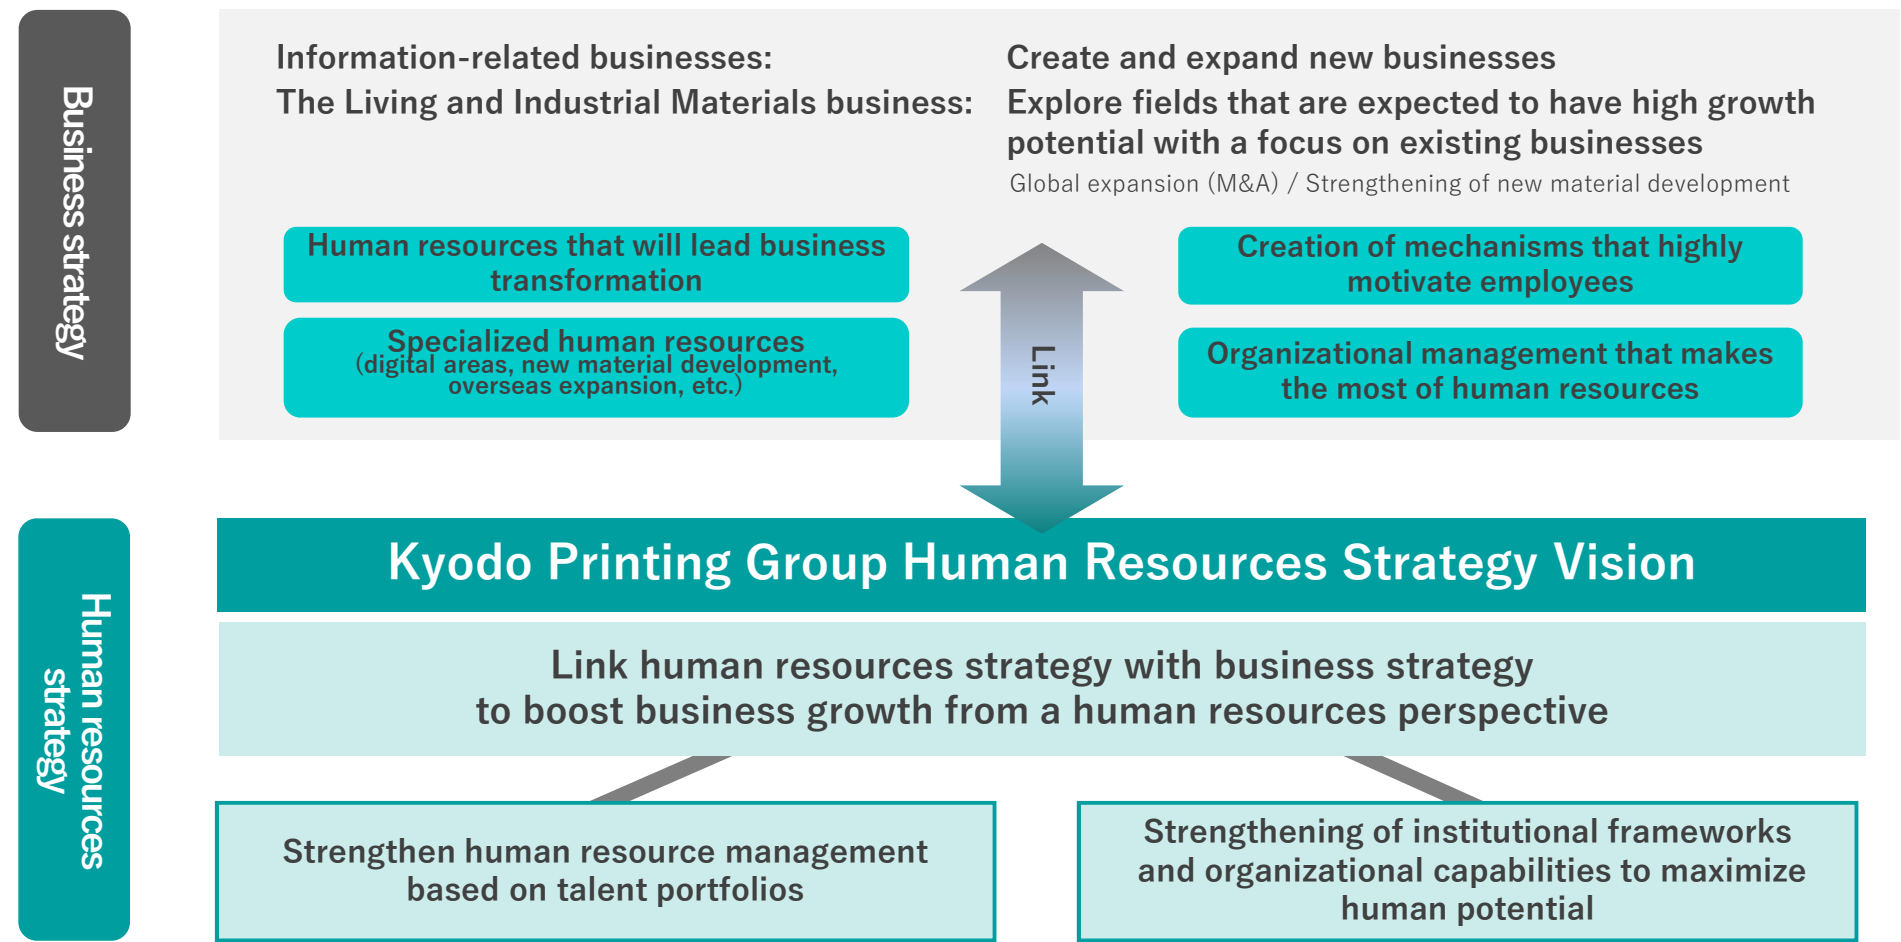 Business strategy
Information-related businesses:
Create and expand new businesses
The Living and Industrial Materials business:
Explore fields that are expected to have high growth
potential with a focus on existing businesses
Global expansion (M&A) / Strengthening of new material development
Human resources that will lead business
transformation
Specialized human resources
(digital areas, new material development,
overseas expansion, etc.)
Link
Creation of mechanisms that highly
motivate employees
Organizational management that makes
the most of human resources
Human resources
strategy
Kyodo Printing Group Human Resources Strategy Vision
Link human resources strategy with business strategy
to boost business growth from a human resources perspective
Strengthen human resource management
based on talent portfolios
Strengthening of institutional frameworks
and organizational capabilities to maximize
human potential